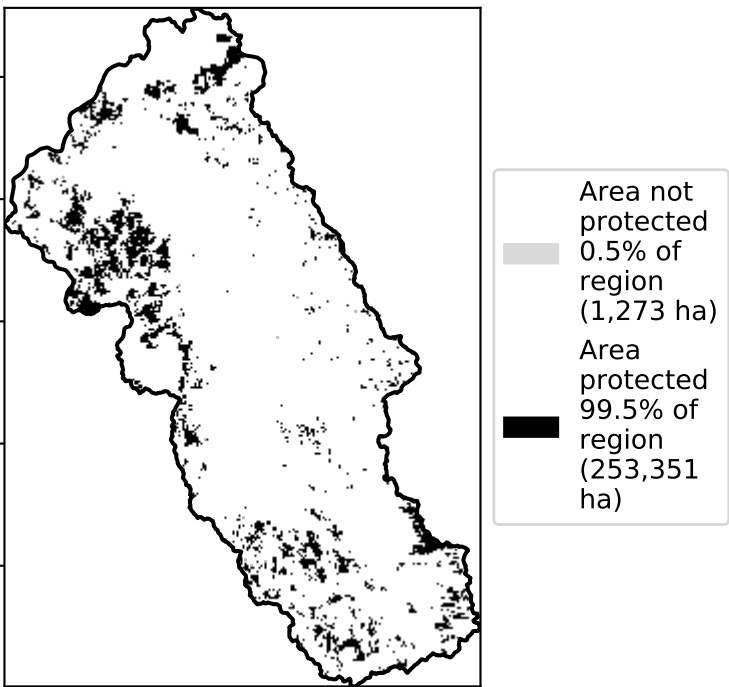 Area not
protected
0.5% of
region
(1,273 ha)
Area
protected
99.5% of
region
(253,351
ha)